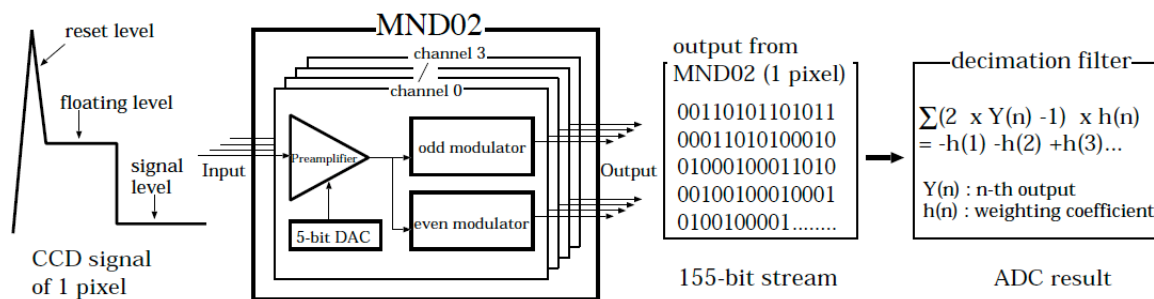 reset level
floating level
signal
level
CCD signal
of 1 pixel
Input
MND02
channel 3
channel 0
Preamplifier
5-bit DAC
odd modulator
even modulator
Output
output from
MND02 (1 pixel)
00110101101011
00011010100010
01000100011010
00100100010001
0100100001........
155-bit stream
decimation filter
Σ(2 x Y(n) -1) x h(n)
= -h(1) -h(2) +h(3)...
Y(n) : n-th output
h(n) : weighting coefficient
ADC result